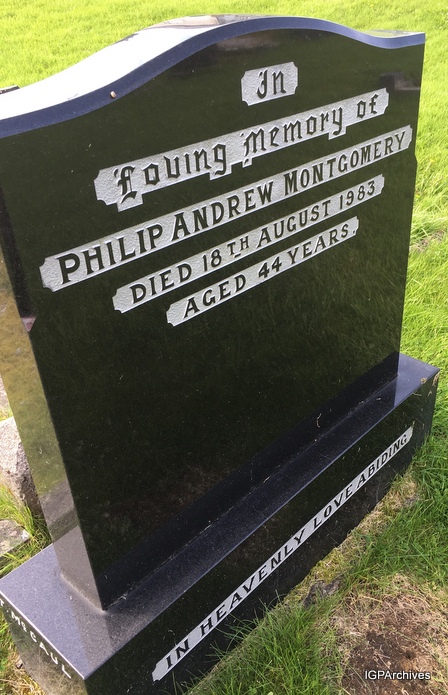 In
Loving Memory of
PHILIP ANDREW MONTGOMERY
DIED 18TH AUGUST 1983
AGED 44 YEARS.
IN HEAVENLY LOVE ABIDING
IGPArchives